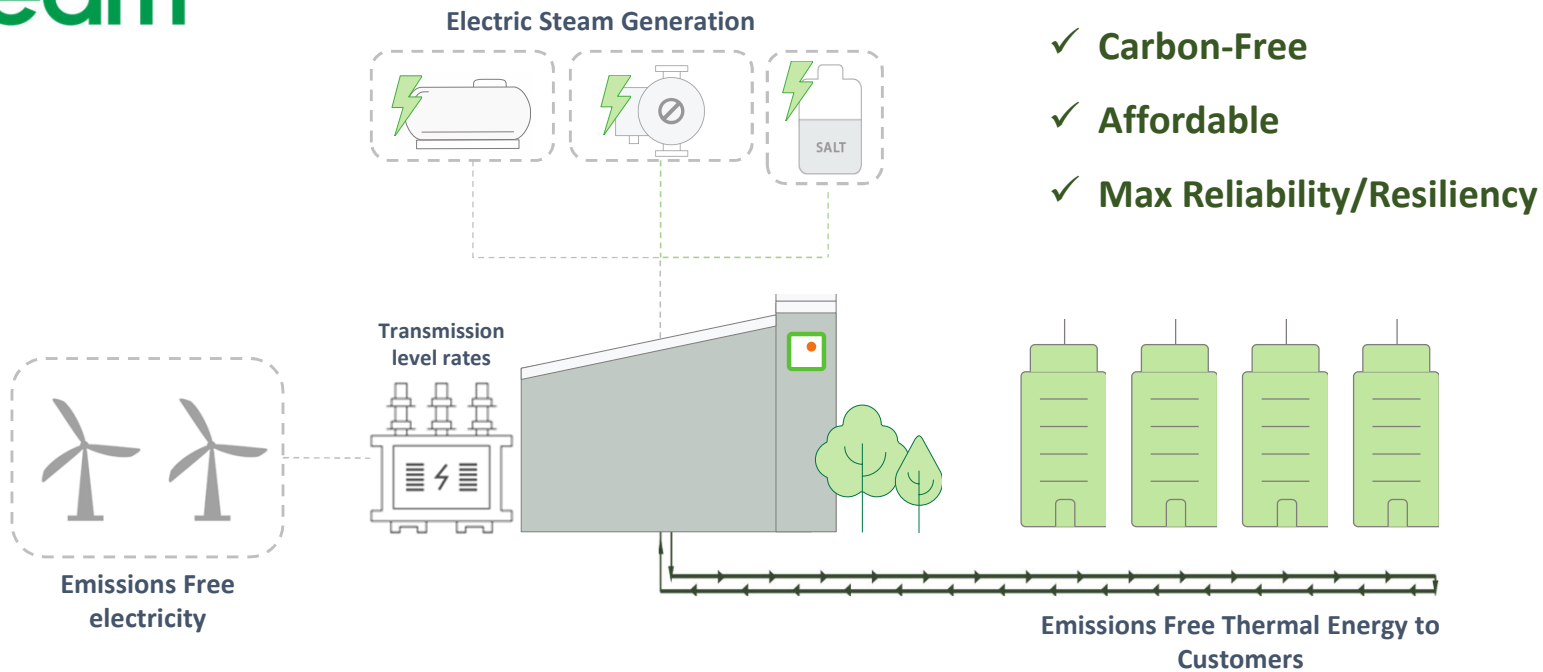 Electric Steam Generation
✓ Carbon-Free
✓ Affordable
✓ Max Reliability/Resiliency
SALT
Transmission
level rates
Emissions Free
electricity
Emissions Free Thermal Energy to
Customers